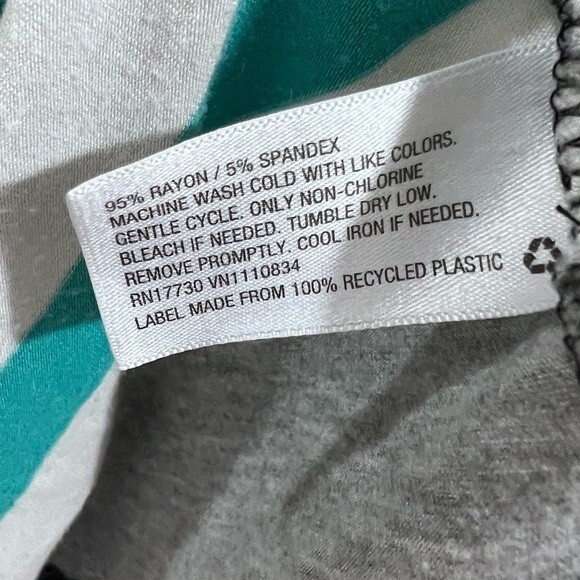 95% RAYON / 5% SPANDEX
MACHINE WASH COLD WITH LIKE COLORS.
GENTLE CYCLE. ONLY NON-CHLORINE
BLEACH IF NEEDED. TUMBLE DRY LOW.
REMOVE PROMPTLY. COOL IRON IF NEEDED.
RN17730 VN1110834
LABEL MADE FROM 100% RECYCLED PLASTIC